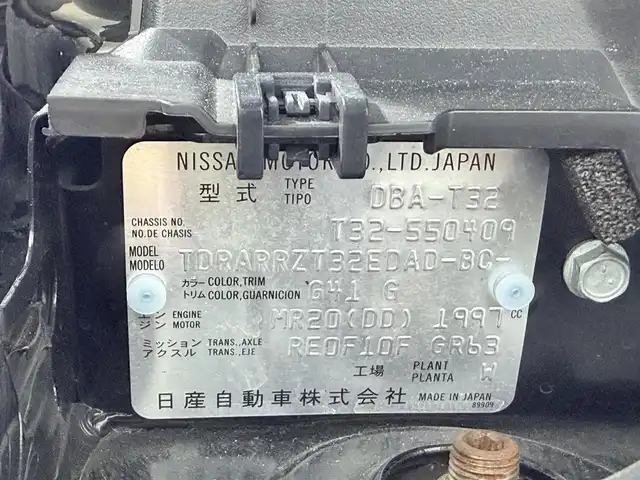 NISSAN MOTOR CO.,LTD.JAPAN
型式 TYPE TIPO DBA-T32
CHASSIS NO. NO.DE CHASIS T32-550409
MODEL MODELO TDRARRZT32EDAD-BC-
カラー COLOR,TRIM トリム COLOR,GUARNICION G41 G
エンジン ENGINE MOTOR MR20(DD) 1997 CC
ミッション TRANS.,AXLE アクスル TRANS.,EJE RE0F10F GR63
工場 PLANT PLANTA W
日産自動車株式会社 MADE IN JAPAN
89909